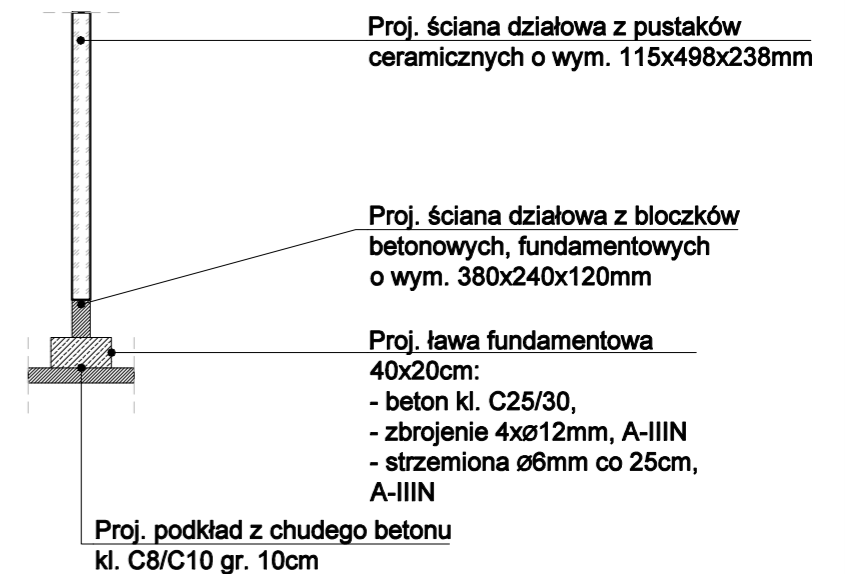 Proj. ściana działowa z pustaków
ceramicznych o wym. 115x498x238mm
Proj. ściana działowa z bloczków
betonowych, fundamentowych
o wym. 380x240x120mm
Proj. ława fundamentowa
40x20cm:
- beton kl. C25/30,
- zbrojenie 4xø12mm, A-IIIN
- strzemiona ø6mm co 25cm,
A-IIIN
Proj. podkład z chudego betonu
kl. C8/C10 gr. 10cm